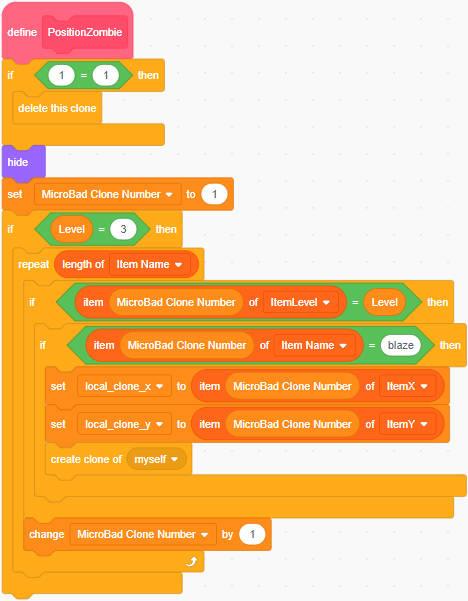 define PositionZombie
if 1 = 1 then
delete this clone
hide
set MicroBad Clone Number to 1
if Level = 3 then
repeat length of Item Name
if item MicroBad Clone Number of ItemLevel = Level then
if item MicroBad Clone Number of Item Name = blaze then
set local_clone_x to item MicroBad Clone Number of ItemX
set local_clone_y to item MicroBad Clone Number of ItemY
create clone of myself
change MicroBad Clone Number by 1